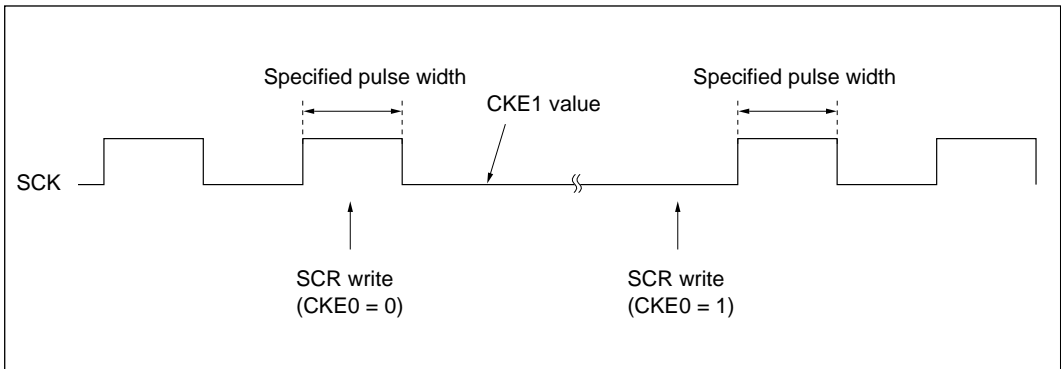 Specified pulse width
Specified pulse width
CKE1 value
SCK
SCR write
(CKE0 = 0)
SCR write
(CKE0 = 1)